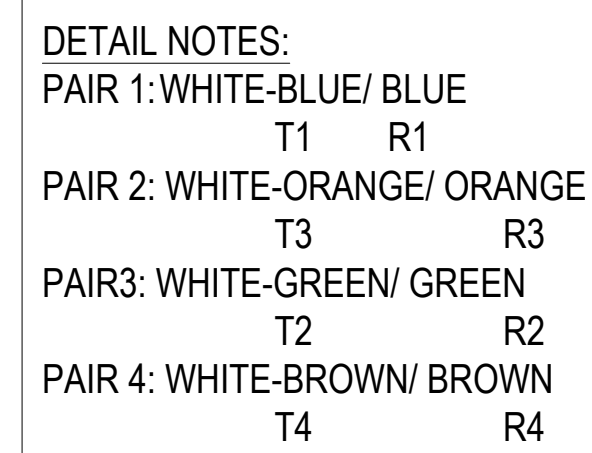 DETAIL NOTES:
PAIR 1: WHITE-BLUE/ BLUE
T1 R1
PAIR 2: WHITE-ORANGE/ ORANGE
T3 R3
PAIR3: WHITE-GREEN/ GREEN
T2 R2
PAIR 4: WHITE-BROWN/ BROWN
T4 R4